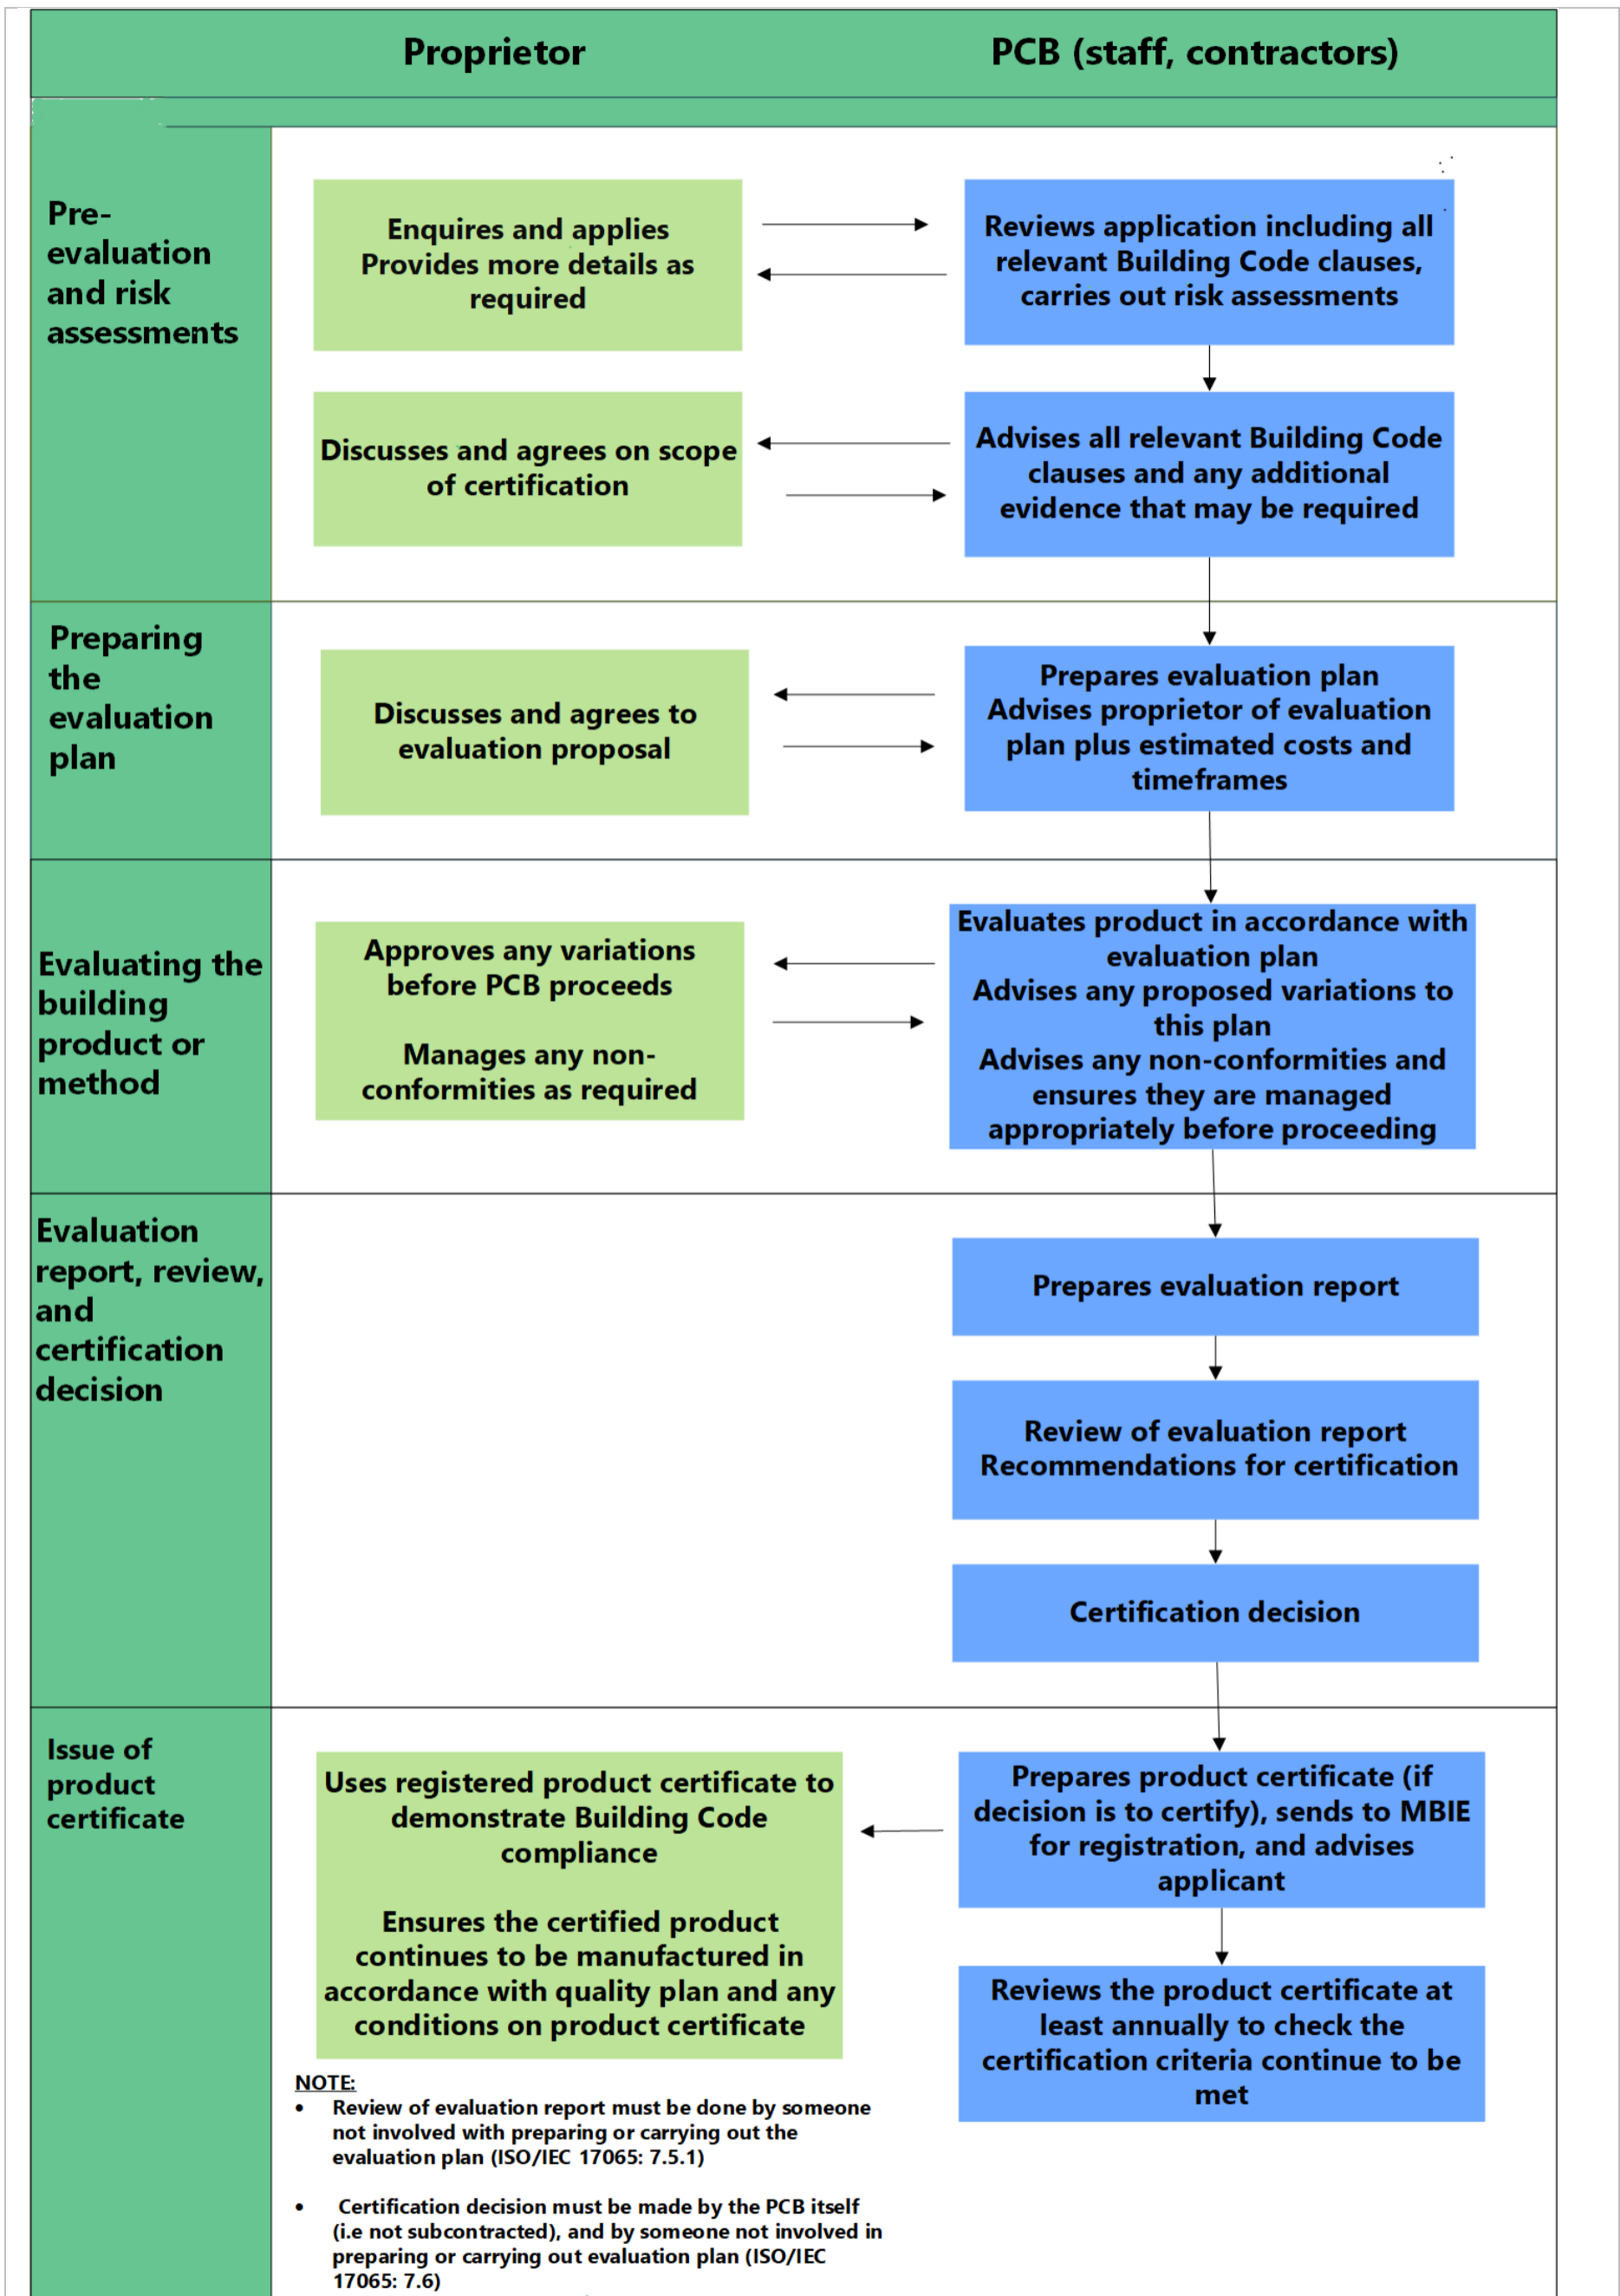 Proprietor
PCB (staff, contractors)
Pre-
evaluation
and risk
assessments
Enquires and applies
Provides more details as
required
Reviews application including all
relevant Building Code clauses,
carries out risk assessments
Discusses and agrees on scope
of certification
Advises all relevant Building Code
clauses and any additional
evidence that may be required
Preparing
the
evaluation
plan
Discusses and agrees to
evaluation proposal
Prepares evaluation plan
Advises proprietor of evaluation
plan plus estimated costs and
timeframes
Evaluating the
building
product or
method
Approves any variations
before PCB proceeds
Manages any non-
conformities as required
Evaluates product in accordance with
evaluation plan
Advises any proposed variations to
this plan
Advises any non-conformities and
ensures they are managed
appropriately before proceeding
Evaluation
report, review,
and
certification
decision
Prepares evaluation report
Review of evaluation report
Recommendations for certification
Certification decision
Issue of
product
certificate
Uses registered product certificate to
demonstrate Building Code
compliance
Ensures the certified product
continues to be manufactured in
accordance with quality plan and any
conditions on product certificate
Prepares product certificate (if
decision is to certify), sends to MBIE
for registration, and advises
applicant
Reviews the product certificate at
least annually to check the
certification criteria continue to be
met
NOTE:
• Review of evaluation report must be done by someone
not involved with preparing or carrying out the
evaluation plan (ISO/IEC 17065: 7.5.1)
• Certification decision must be made by the PCB itself
(i.e not subcontracted), and by someone not involved in
preparing or carrying out evaluation plan (ISO/IEC
17065: 7.6)